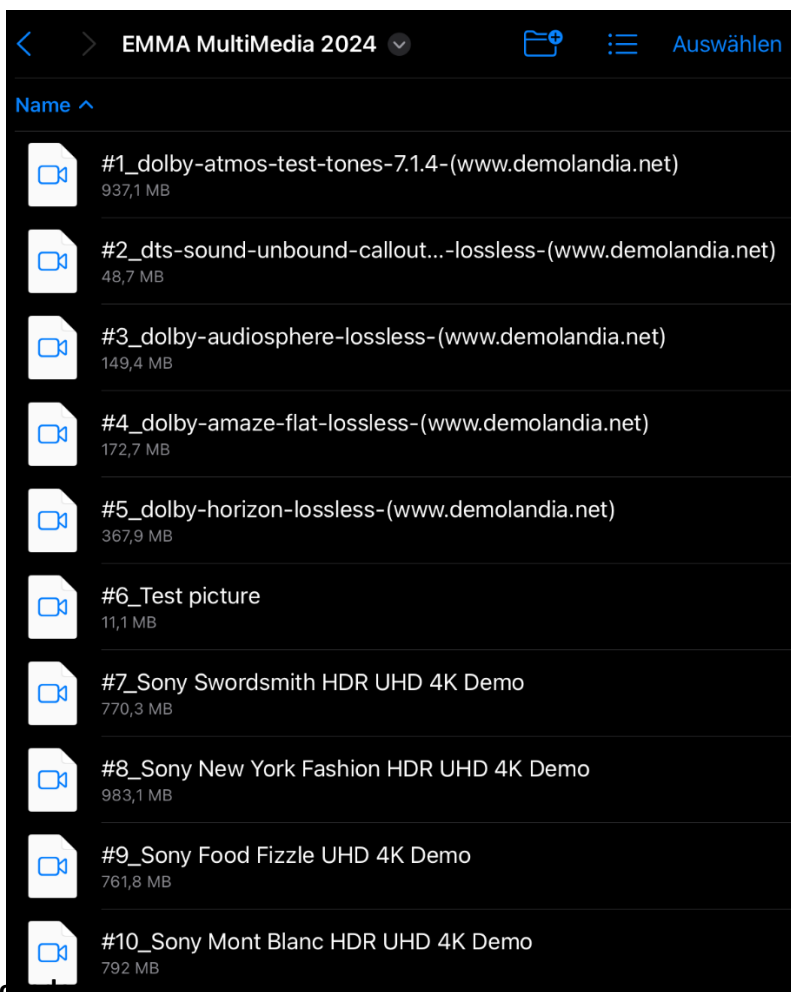 EMMA MultiMedia 2024
Auswählen
Name
#1_dolby-atmos-test-tones-7.1.4-(www.demolandia.net)
937,1 MB
#2_dts-sound-unbound-callout...-lossless-(www.demolandia.net)
48,7 MB
#3_dolby-audiosphere-lossless-(www.demolandia.net)
149,4 MB
#4_dolby-amaze-flat-lossless-(www.demolandia.net)
172,7 MB
#5_dolby-horizon-lossless-(www.demolandia.net)
367,9 MB
#6_Test picture
11,1 MB
#7_Sony Swordsmith HDR UHD 4K Demo
770,3 MB
#8_Sony New York Fashion HDR UHD 4K Demo
983,1 MB
#9_Sony Food Fizzle UHD 4K Demo
761,8 MB
#10_Sony Mont Blanc HDR UHD 4K Demo
792 MB